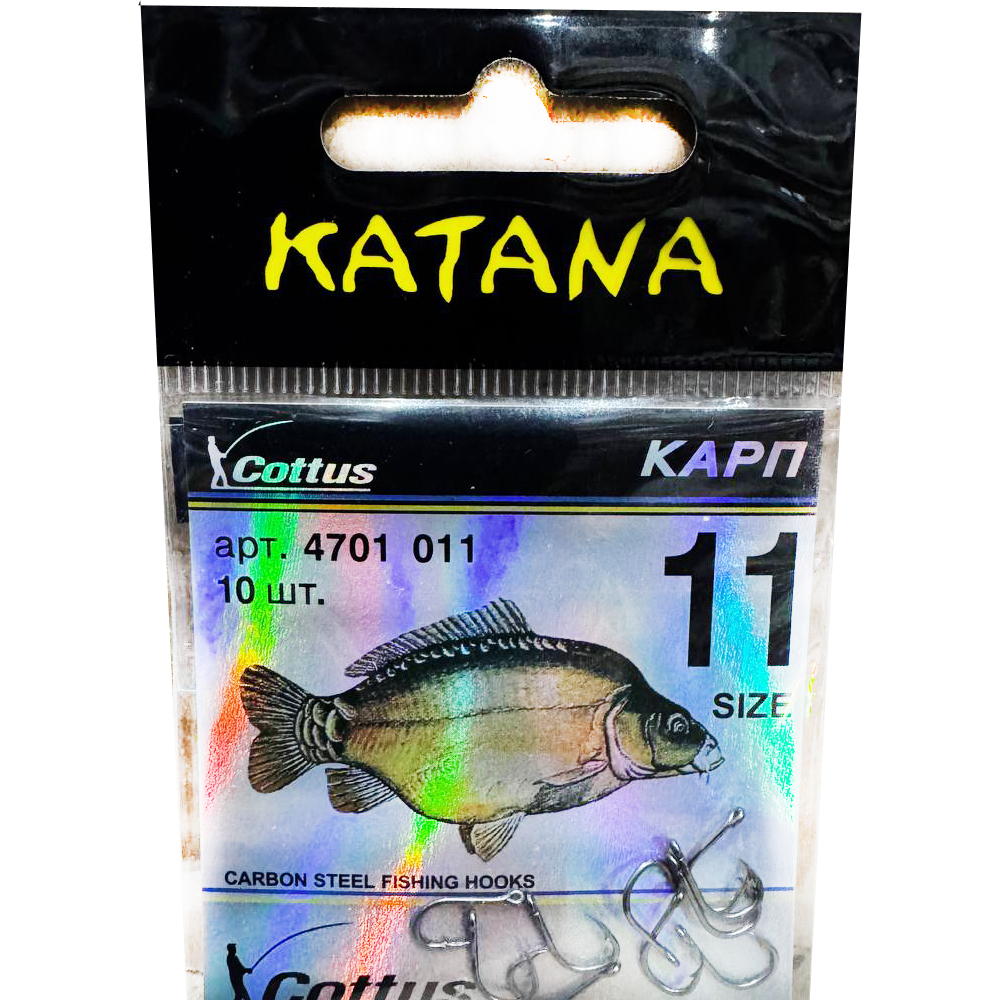 KATANA
Cottus
КАРП
арт. 4701 011
10 шт.
11
SIZE
CARBON STEEL FISHING HOOKS
Cottus